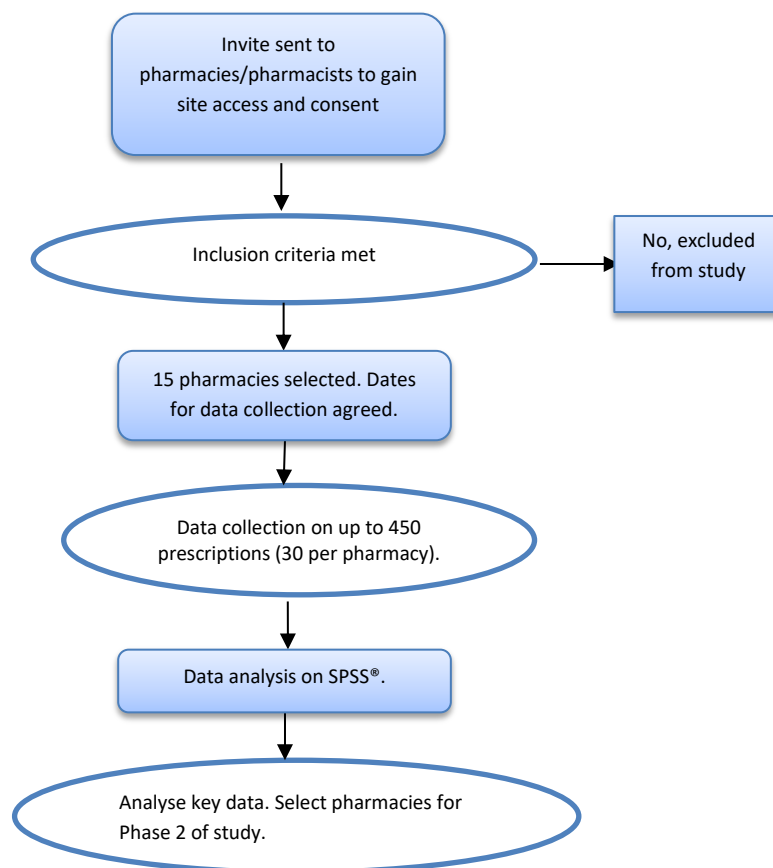 Invite sent to
pharmacies/pharmacists to gain
site access and consent
Inclusion criteria met
No, excluded
from study
15 pharmacies selected. Dates
for data collection agreed.
Data collection on up to 450
prescriptions (30 per pharmacy).
Data analysis on SPSS®.
Analyse key data. Select pharmacies for
Phase 2 of study.